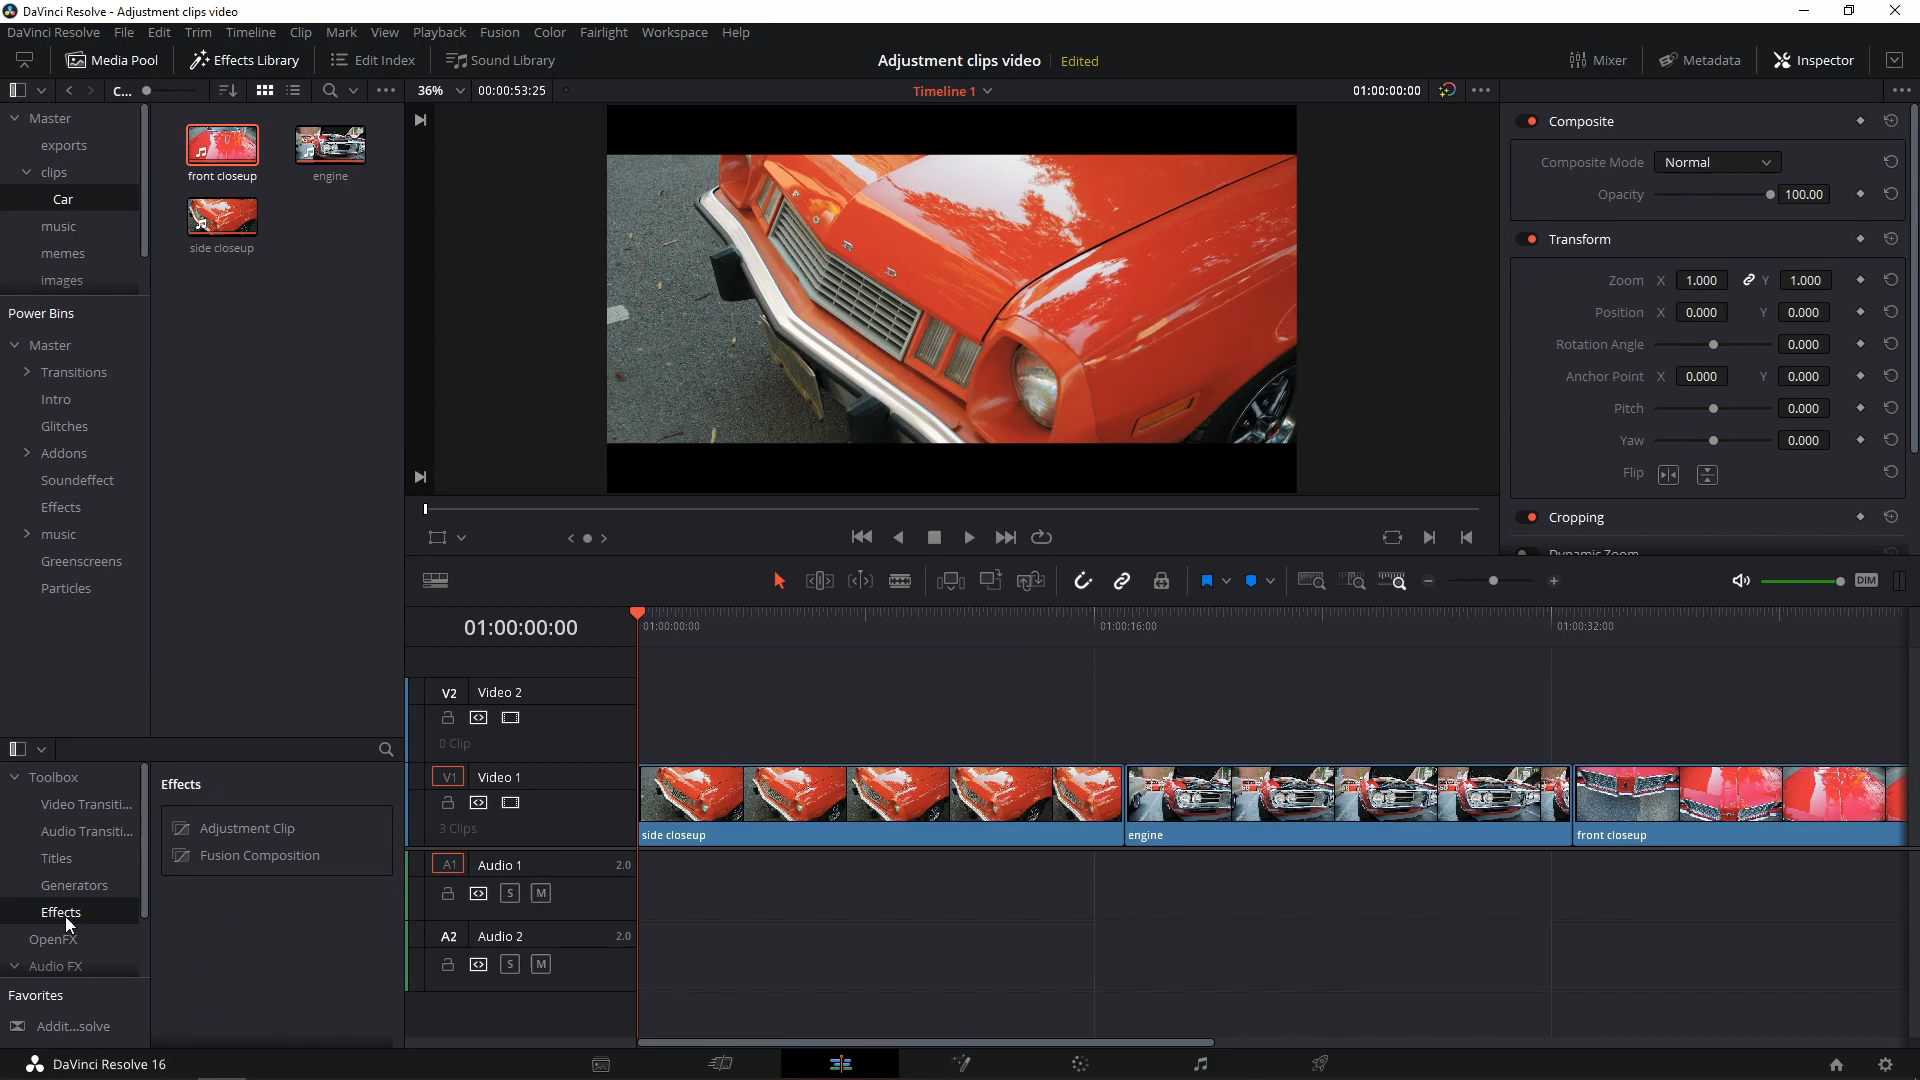 DaVinci Resolve - Adjustment clips video
DaVinci Resolve File Edit Trim Timeline Clip Mark View Playback Fusion Color Fairlight Workspace Help
Media Pool Effects Library Edit Index Sound Library Adjustment clips video Edited Mixer Metadata Inspector
C... 36% 00:00:53:25 Timeline 1 01:00:00:00
Master
exports
clips
Car
music
memes
images
front closeup
engine
side closeup
Power Bins
Master
Transitions
Intro
Glitches
Addons
Soundeffect
Effects
music
Greenscreens
Particles
Composite
Composite Mode Normal
Opacity 100.00
Transform
Zoom X 1.000 Y 1.000
Position X 0.000 Y 0.000
Rotation Angle 0.000
Anchor Point X 0.000 Y 0.000
Pitch 0.000
Yaw 0.000
Flip
Cropping
Dynamic Zoom
DIM
01:00:00:00
01:00:00:00 01:00:16:00 01:00:32:00
V2 Video 2
0 Clip
V1 Video 1
3 Clips
side closeup
engine
front closeup
A1 Audio 1 2.0
S M
A2 Audio 2 2.0
S M
Toolbox
Video Transiti...
Audio Transiti...
Titles
Generators
Effects
OpenFX
Audio FX
Effects
Adjustment Clip
Fusion Composition
Favorites
Addit...solve
DaVinci Resolve 16